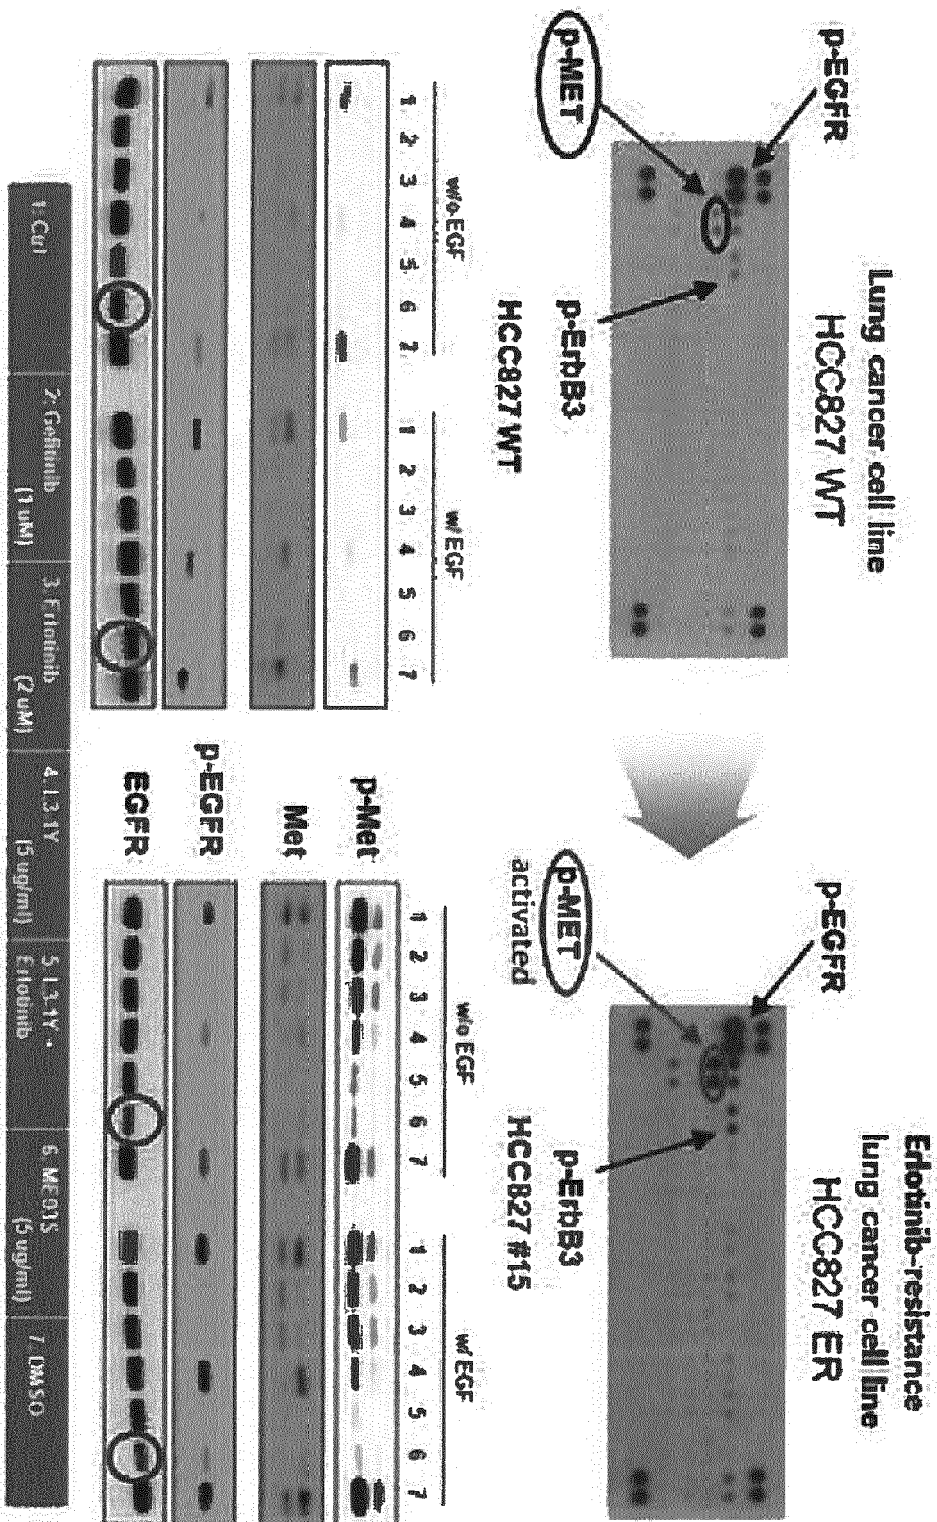 Lung cancer cell line
HCC827 WT
p-EGFR
p-MET
p-ErbB3
Erlotinib-resistance
lung cancer cell line
HCC827 ER
p-EGFR
p-MET
activated
p-ErbB3
HCC827 WT
w/o EGF
w/ EGF
1 2 3 4 5 6 7
1 2 3 4 5 6 7
HCC827 #15
w/o EGF
w/ EGF
1 2 3 4 5 6 7
1 2 3 4 5 6 7
p-Met
Met
p-EGFR
EGFR
1. Ctrl
2. Gefitinib
(1 uM)
3. Erlotinib
(2 uM)
4. L3.1Y
(5 ug/ml)
5. L3.1Y +
Erlotinib
(5 ug/ml)
7. DMSO